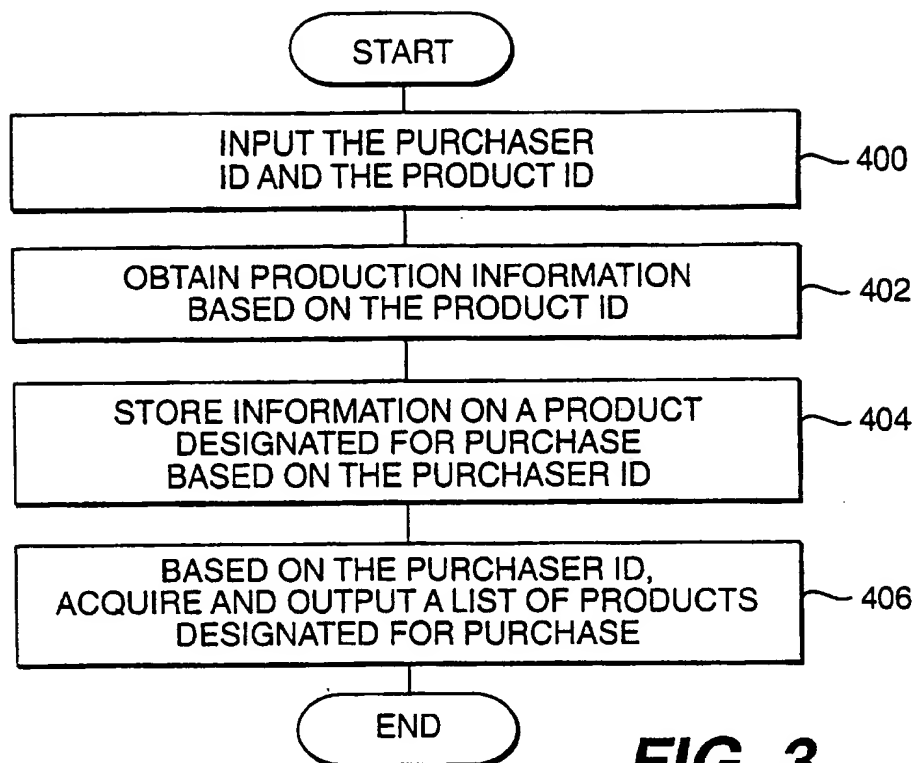 START
INPUT THE PURCHASER
ID AND THE PRODUCT ID
400
OBTAIN PRODUCTION INFORMATION
BASED ON THE PRODUCT ID
402
STORE INFORMATION ON A PRODUCT
DESIGNATED FOR PURCHASE
BASED ON THE PURCHASER ID
404
BASED ON THE PURCHASER ID,
ACQUIRE AND OUTPUT A LIST OF PRODUCTS
DESIGNATED FOR PURCHASE
406
END
FIG. 3